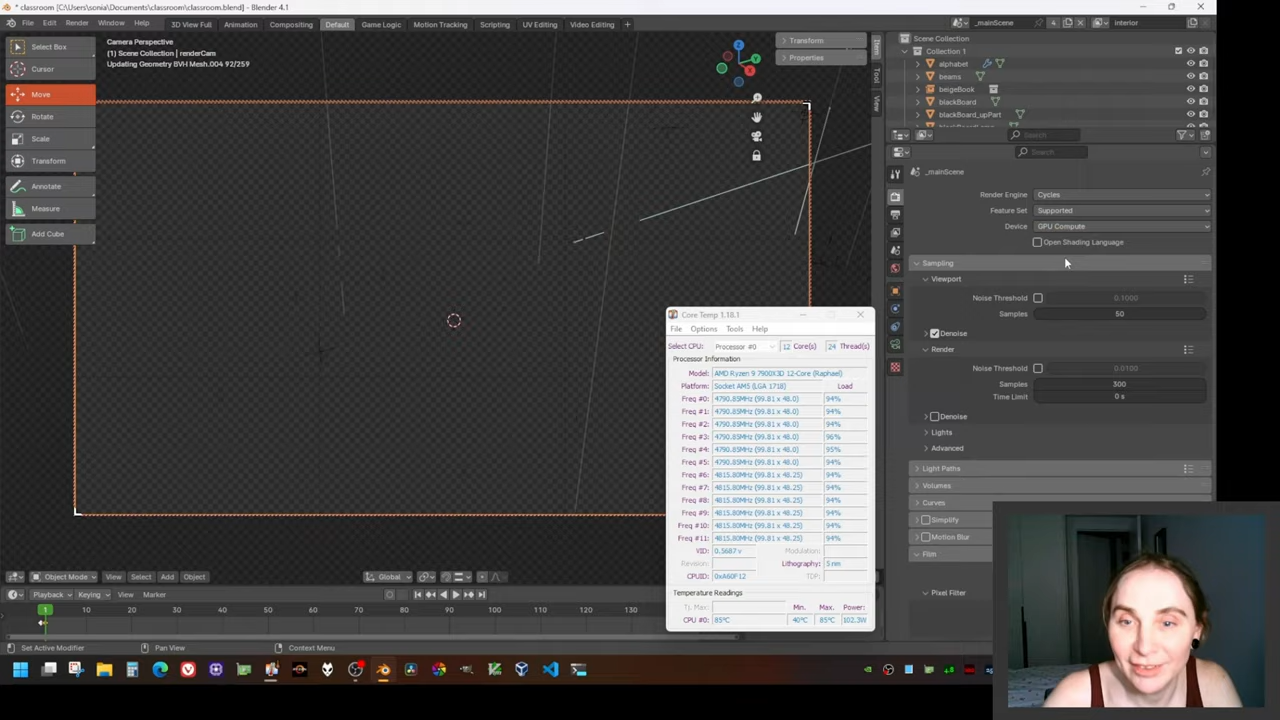 * classroom [C:\Users\sonia\Documents\classroom\classroom.blend] - Blender 4.1
File Edit Render Window Help
3D View Full Animation Compositing Default Game Logic Motion Tracking Scripting UV Editing Video Editing +
_mainScene 4 interior
Select Box
Cursor
Move
Rotate
Scale
Transform
Annotate
Measure
Add Cube
Camera Perspective
(1) Scene Collection | renderCam
Updating Geometry BVH Mesh.004 92/259
Transform
Properties
Item
Tool
View
Scene Collection
Collection 1
alphabet
beams
beigeBook
blackBoard
blackBoard_upPart
Search
Search
_mainScene
Render Engine Cycles
Feature Set Supported
Device GPU Compute
Open Shading Language
Sampling
Viewport
Noise Threshold 0.1000
Samples 50
Denoise
Render
Noise Threshold 0.0100
Samples 300
Time Limit 0 s
Denoise
Lights
Advanced
Light Paths
Volumes
Curves
Simplify
Motion Blur
Film
Pixel Filter
Core Temp 1.18.1
File Options Tools Help
Select CPU: Processor #0 12 Core(s) 24 Thread(s)
Processor Information
Model: AMD Ryzen 9 7900X3D 12-Core (Raphael)
Platform: Socket AM5 (LGA 1718) Load
Freq #0: 4790.85MHz (99.81 x 48.0) 94%
Freq #1: 4790.85MHz (99.81 x 48.0) 94%
Freq #2: 4790.85MHz (99.81 x 48.0) 94%
Freq #3: 4790.85MHz (99.81 x 48.0) 96%
Freq #4: 4790.85MHz (99.81 x 48.0) 95%
Freq #5: 4790.85MHz (99.81 x 48.0) 94%
Freq #6: 4815.80MHz (99.81 x 48.25) 94%
Freq #7: 4815.80MHz (99.81 x 48.25) 94%
Freq #8: 4815.80MHz (99.81 x 48.25) 94%
Freq #9: 4815.80MHz (99.81 x 48.25) 94%
Freq #10: 4815.80MHz (99.81 x 48.25) 94%
Freq #11: 4815.80MHz (99.81 x 48.25) 94%
VID: 0.5687 v Modulation:
Revision: Lithography: 5 nm
CPUID: 0xA60F12 TDP:
Temperature Readings
Tj. Max: Min. Max. Power:
CPU #0: 85°C 40°C 85°C 102.3W
Object Mode View Select Add Object Global
Playback Keying View Marker
1 10 20 30 40 50 60 70 80 90 100 110 120 130
Set Active Modifier Pan View Context Menu